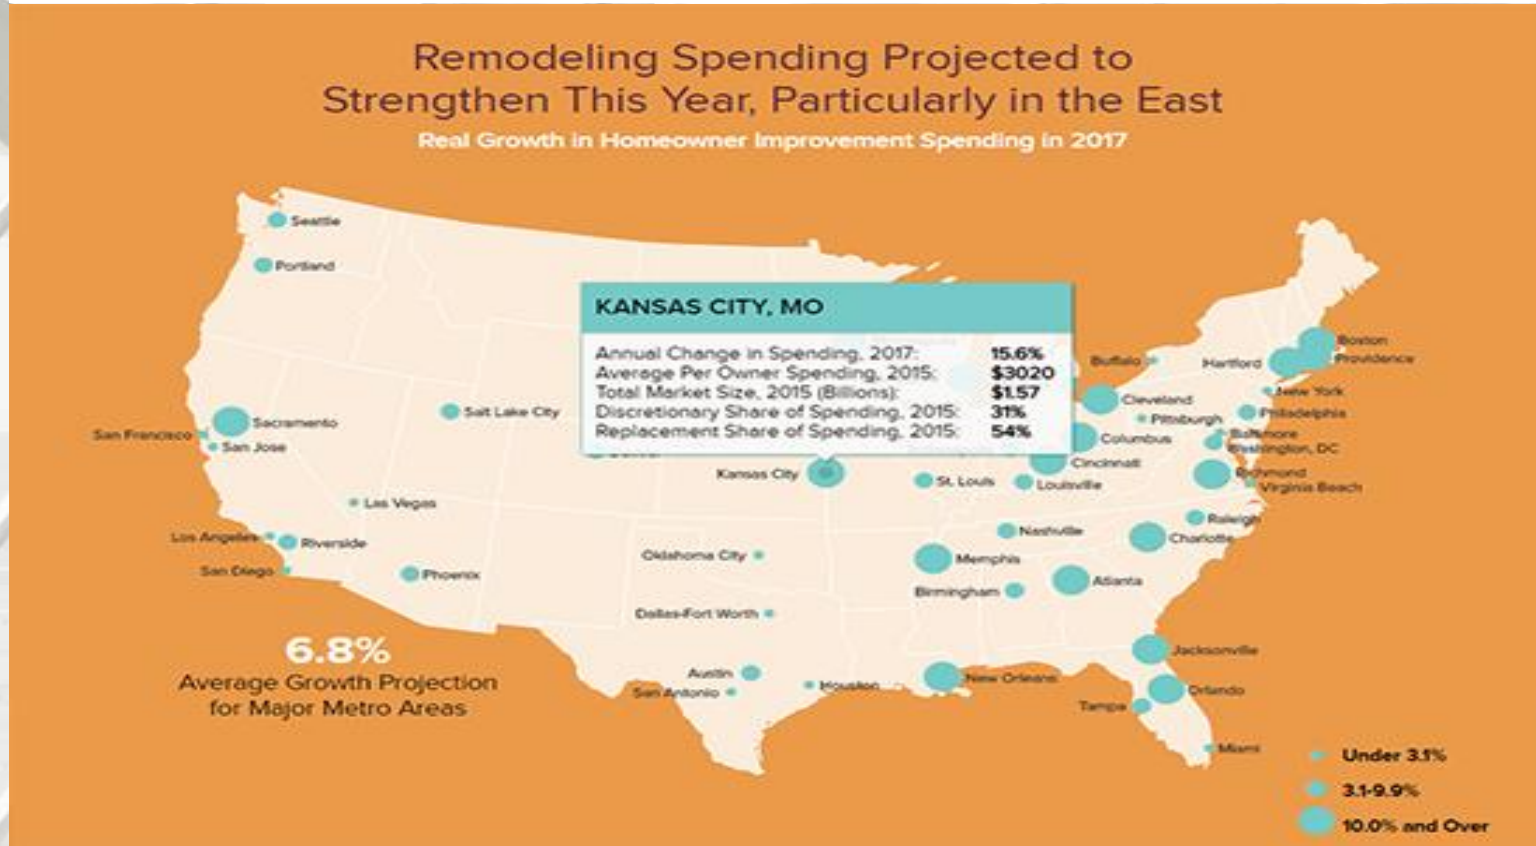 Remodeling Spending Projected to
Strengthen This Year, Particularly in the East
Real Growth in Homeowner Improvement Spending in 2017
Seattle
Portland
KANSAS CITY, MO
Annual Change in Spending, 2017: 15.6%
Average Per Owner Spending, 2015: $3020
Total Market Size, 2015 (Billions): $1.57
Discretionary Share of Spending, 2015: 31%
Replacement Share of Spending, 2015: 54%
Boston
Buffalo
Hartford
Providence
New York
Cleveland
Salt Lake City
Philadelphia
Pittsburgh
Sacramento
Baltimore
San Francisco
Columbus
San Jose
Washington, DC
Cincinnati
Kansas City
Richmond
St. Louis
Louisville
Virginia Beach
Las Vegas
Raleigh
Nashville
Los Angeles
Riverside
Charlotte
Oklahoma City
Memphis
San Diego
Phoenix
Atlanta
Birmingham
Dallas-Fort Worth
6.8%
Average Growth Projection
for Major Metro Areas
Jacksonville
Austin
New Orleans
Houston
San Antonio
Orlando
Tampa
Miami
Under 3.1%
3.1-9.9%
10.0% and Over